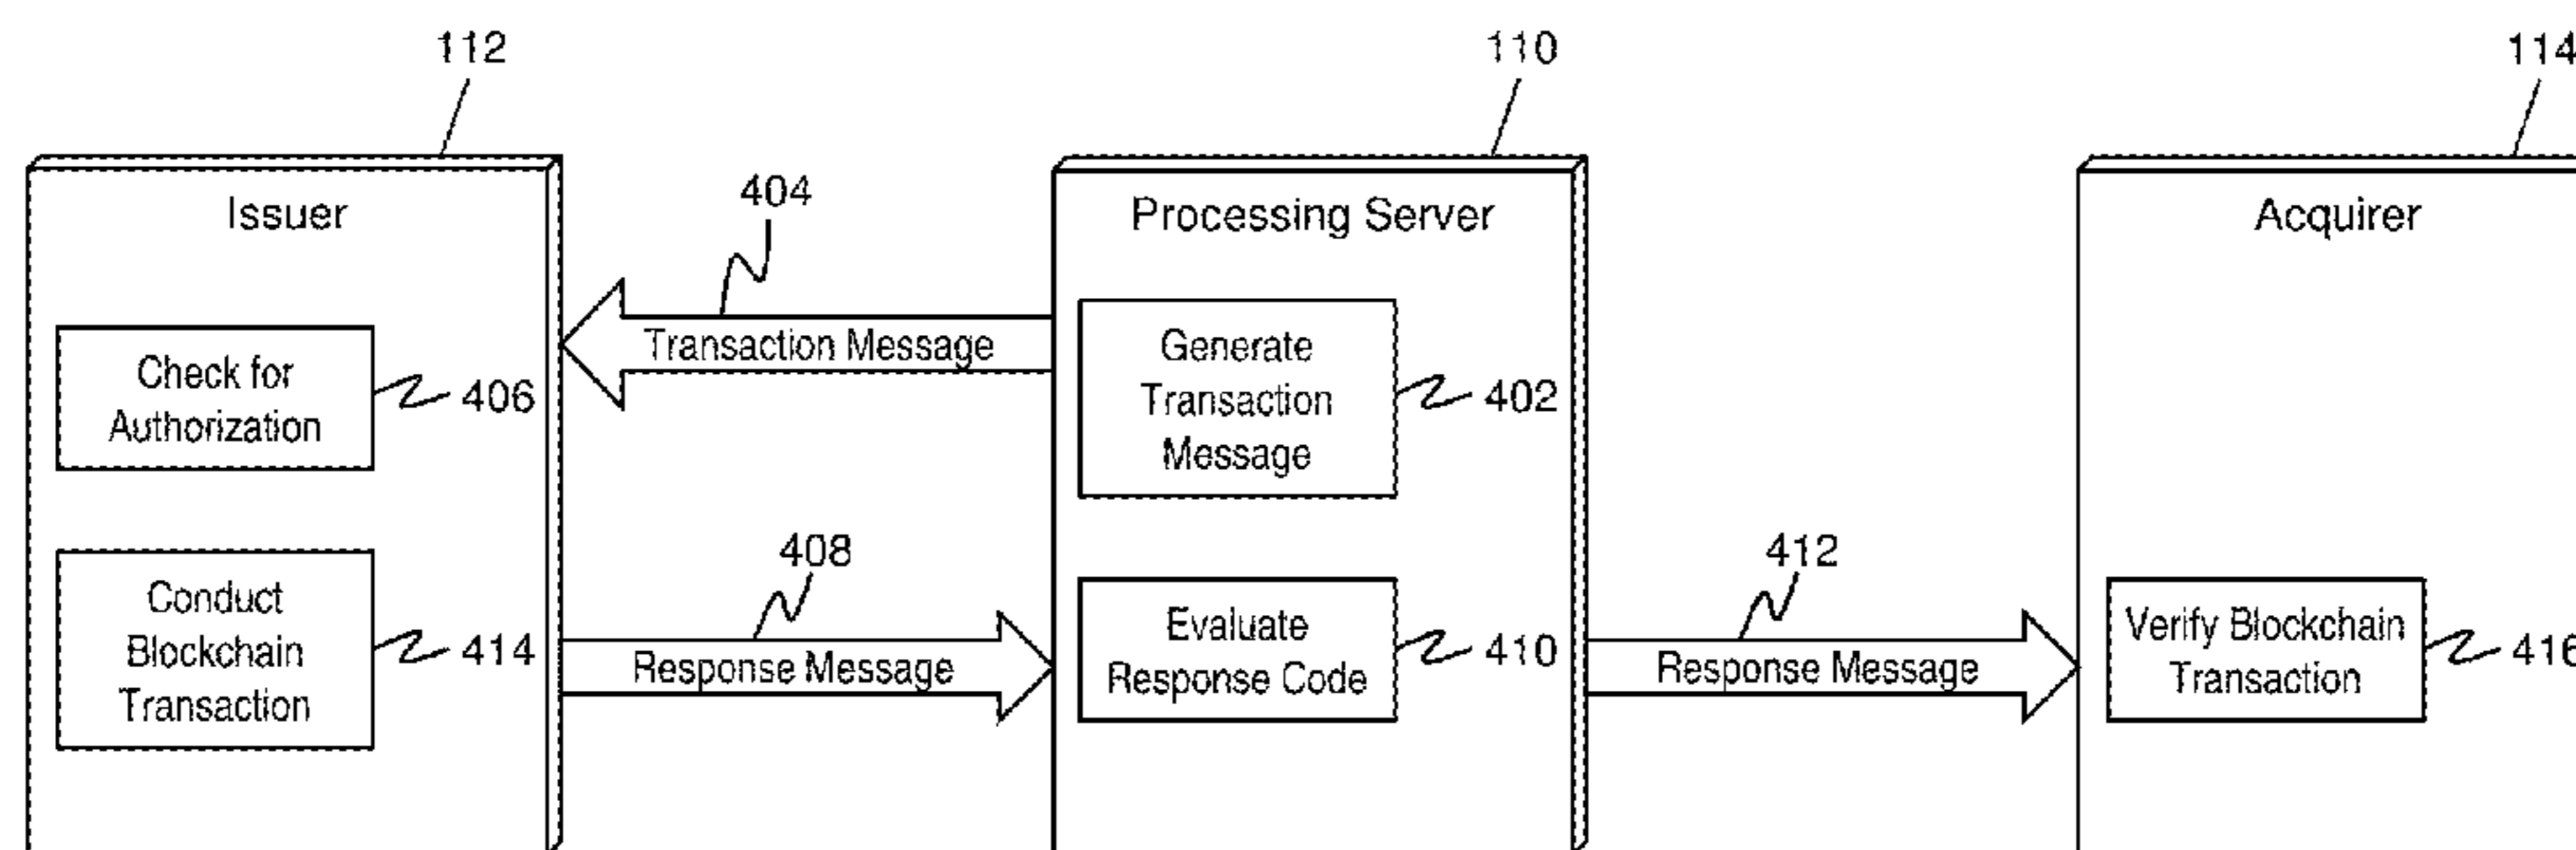 112
110
114
Issuer
Processing Server
Acquirer
404
Transaction Message
Check for
Authorization
406
Generate
Transaction
Message
402
408
Response Message
412
Response Message
Conduct
Blockchain
Transaction
414
Evaluate
Response Code
410
Verify Blockchain
Transaction
416